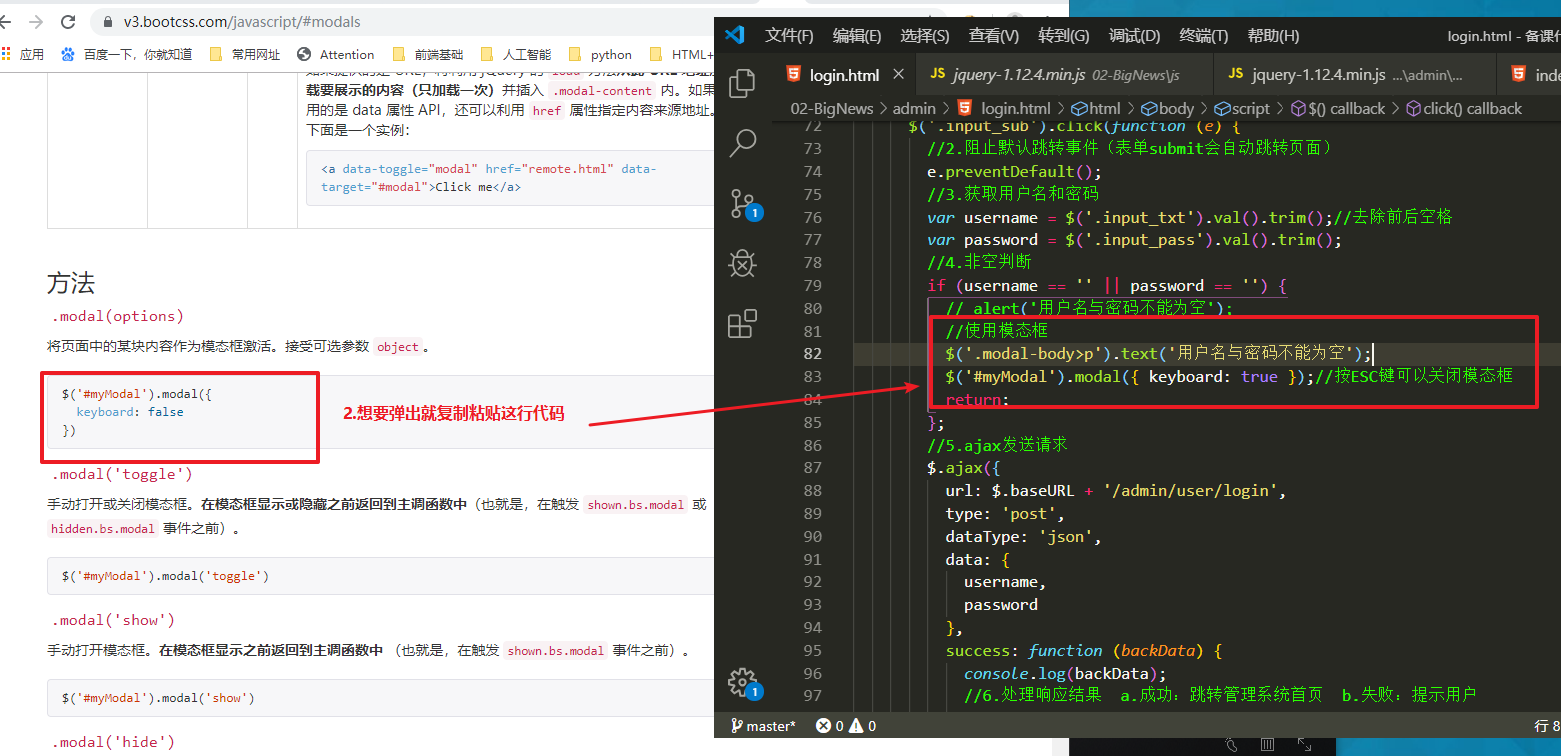 v3.bootcss.com/javascript/#modals
应用 百度一下，你就知道 常用网址 Attention 前端基础 人工智能 python HTML+
载要展示的内容（只加载一次）并插入 .modal-content 内。如果
用的是 data 属性 API，还可以利用 href 属性指定内容来源地址。
下面是一个实例：
<a data-toggle="modal" href="remote.html" data-
target="#modal">Click me</a>
方法
.modal(options)
将页面中的某块内容作为模态框激活。接受可选参数 object 。
$('#myModal').modal({
keyboard: false
})
2.想要弹出就复制粘贴这行代码
.modal('toggle')
手动打开或关闭模态框。在模态框显示或隐藏之前返回到主调函数中（也就是，在触发 shown.bs.modal 或
hidden.bs.modal 事件之前）。
$('#myModal').modal('toggle')
.modal('show')
手动打开模态框。在模态框显示之前返回到主调函数中 （也就是，在触发 shown.bs.modal 事件之前）。
$('#myModal').modal('show')
.modal('hide')
文件(F) 编辑(E) 选择(S) 查看(V) 转到(G) 调试(D) 终端(T) 帮助(H) login.html - 备课
login.html × JS jquery-1.12.4.min.js 02-BigNews\js JS jquery-1.12.4.min.js ...\admin\... inde
02-BigNews > admin > login.html > html > body > script > $() callback > click() callback
72 $('.input_sub').click(function (e) {
73 //2.阻止默认跳转事件（表单submit会自动跳转页面）
74 e.preventDefault();
75 //3.获取用户名和密码
76 var username = $('.input_txt').val().trim();//去除前后空格
77 var password = $('.input_pass').val().trim();
78 //4.非空判断
79 if (username == '' || password == '') {
80 // alert('用户名与密码不能为空');
81 //使用模态框
82 $('.modal-body>p').text('用户名与密码不能为空');
83 $('#myModal').modal({ keyboard: true });//按ESC键可以关闭模态框
84 return;
85 };
86 //5.ajax发送请求
87 $.ajax({
88 url: $.baseURL + '/admin/user/login',
89 type: 'post',
90 dataType: 'json',
91 data: {
92 username,
93 password
94 },
95 success: function (backData) {
96 console.log(backData);
97 //6.处理响应结果 a.成功：跳转管理系统首页 b.失败：提示用户
1
1
master* 0 0 行 8